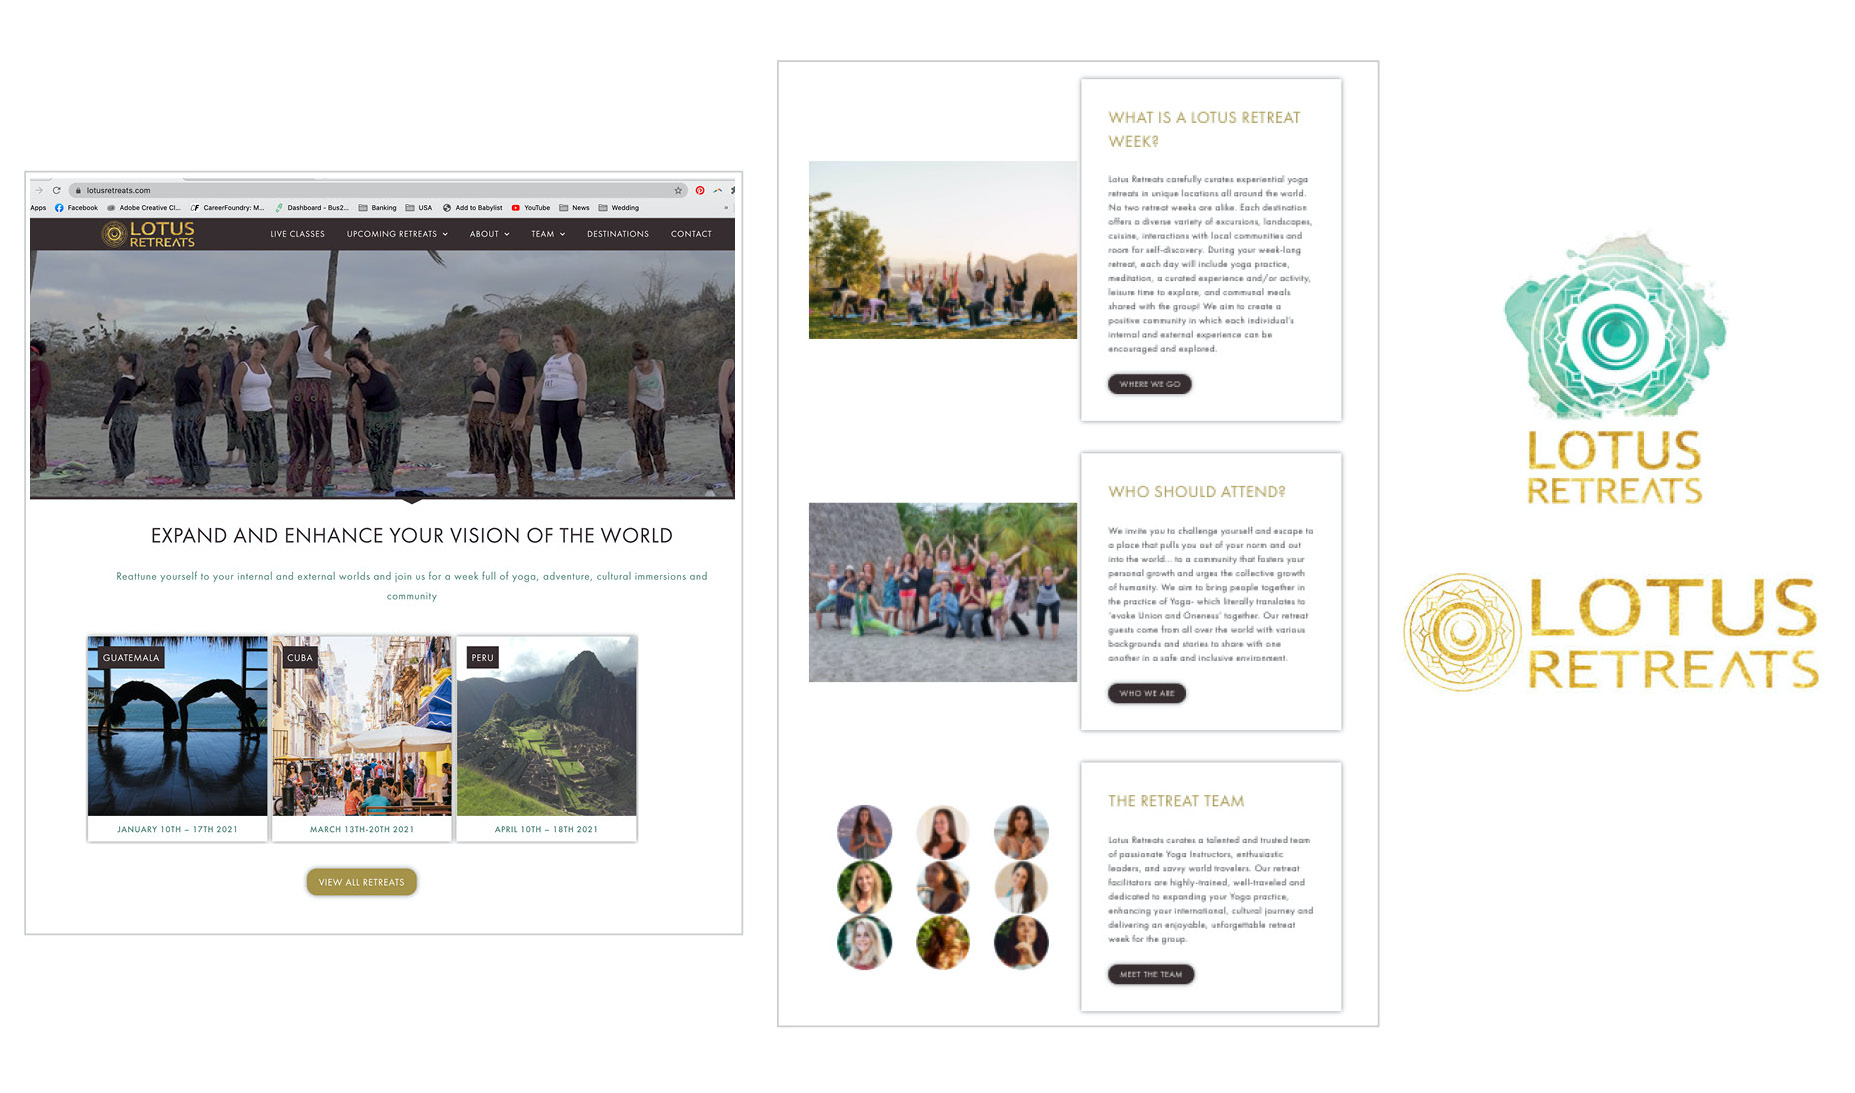 lotusretreats.com
Apps Facebook Adobe Creative Cl... CareerFoundry: M... Dashboard - Bus2... Banking USA Add to Babylist YouTube News Wedding »
LOTUS
RETREATS
LIVE CLASSES UPCOMING RETREATS ABOUT TEAM DESTINATIONS CONTACT
EXPAND AND ENHANCE YOUR VISION OF THE WORLD
Reattune yourself to your internal and external worlds and join us for a week full of yoga, adventure, cultural immersions and
community
GUATEMALA
CUBA
PERU
JANUARY 10TH – 17TH 2021
MARCH 13TH-20TH 2021
APRIL 10TH – 18TH 2021
VIEW ALL RETREATS
WHAT IS A LOTUS RETREAT
WEEK?
Lotus Retreats carefully curates experiential yoga
retreats in unique locations all around the world.
No two retreat weeks are alike. Each destination
offers a diverse variety of excursions, landscapes,
cuisine, interactions with local communities and
room for self-discovery. During your week-long
retreat, each day will include yoga practice,
meditation, a curated experience and/or activity,
leisure time to explore, and communal meals
shared with the group! We aim to create a
positive community in which each individual's
internal and external experience can be
encouraged and explored.
WHERE WE GO
WHO SHOULD ATTEND?
We invite you to challenge yourself and escape to
a place that pulls you out of your norm and out
into the world... to a community that fosters your
personal growth and urges the collective growth
of humanity. We aim to bring people together in
the practice of Yoga- which literally translates to
'evoke Union and Oneness' together. Our retreat
guests come from all over the world with various
backgrounds and stories to share with one
another in a safe and inclusive environment.
WHO WE ARE
THE RETREAT TEAM
Lotus Retreats curates a talented and trusted team
of passionate Yoga Instructors, enthusiastic
leaders, and savvy world travelers. Our retreat
facilitators are highly-trained, well-traveled and
dedicated to expanding your Yoga practice,
enhancing your international, cultural journey and
delivering an enjoyable, unforgettable retreat
week for the group.
MEET THE TEAM
LOTUS
RETREATS
LOTUS
RETREATS